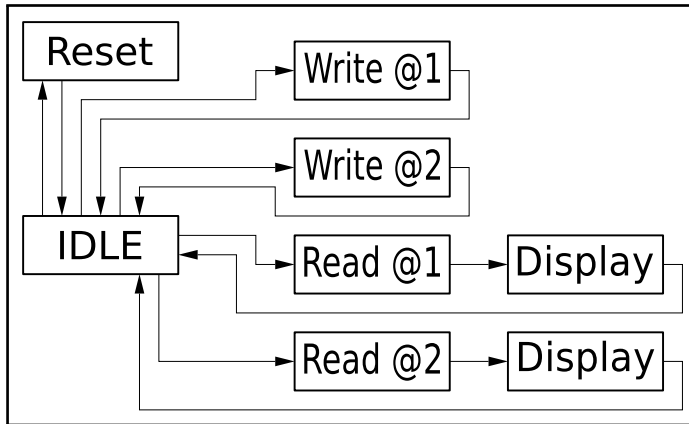 Reset
Write @1
Write @2
IDLE
Read @1
Display
Read @2
Display